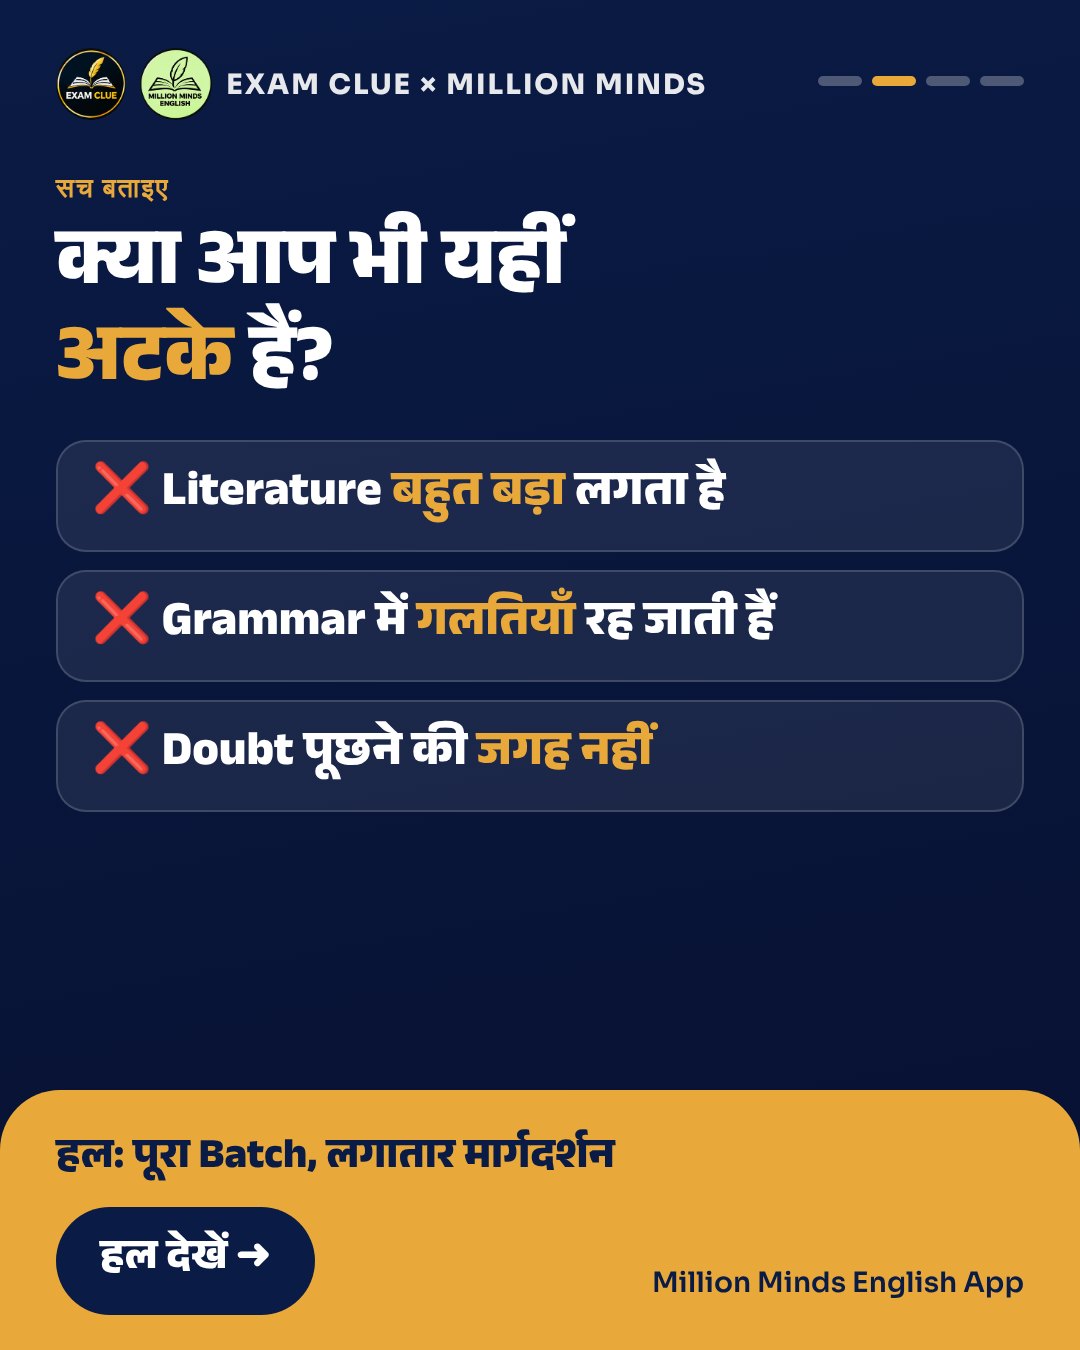 EXAM CLUE
MILLION MINDS
ENGLISH
EXAM CLUE × MILLION MINDS
सच बताइए
क्या आप भी यहीं
अटके हैं?
❌ Literature बहुत बड़ा लगता है
❌ Grammar में गलतियाँ रह जाती हैं
❌ Doubt पूछने की जगह नहीं
हल: पूरा Batch, लगातार मार्गदर्शन
हल देखें →
Million Minds English App